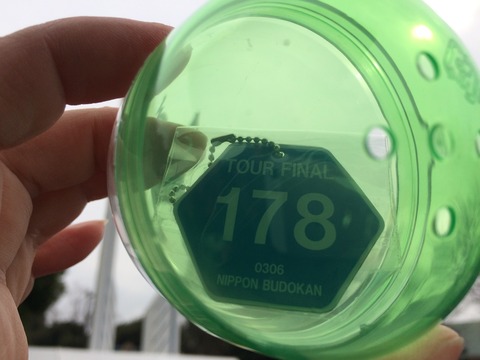 TOUR FINAL
178
0306
NIPPON BUDOKAN